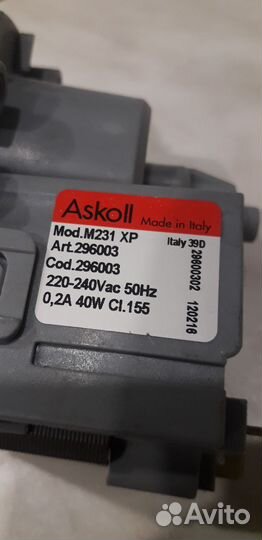 Askoll Made in Italy
Mod.M231 XP Italy 39D
Art.296003
Cod.296003
220-240Vac 50Hz
0,2A 40W Cl.155
29600302 120216
Avito